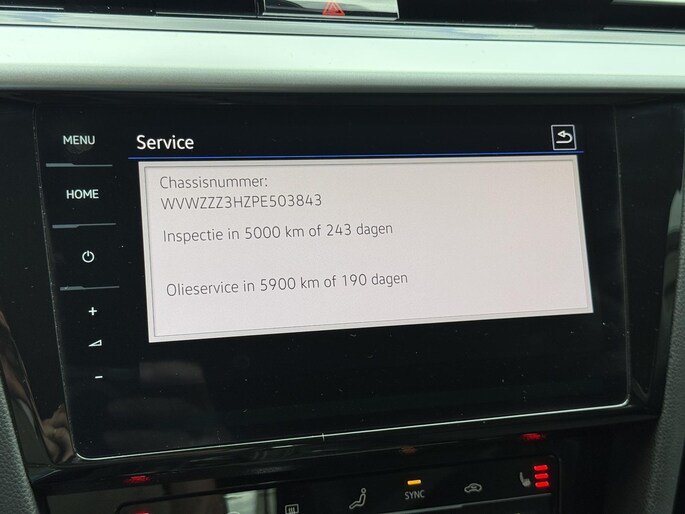 MENU
Service
HOME
Chassisnummer:
WVWZZZ3HZPE503843
Inspectie in 5000 km of 243 dagen
Olieservice in 5900 km of 190 dagen
+
-
SYNC